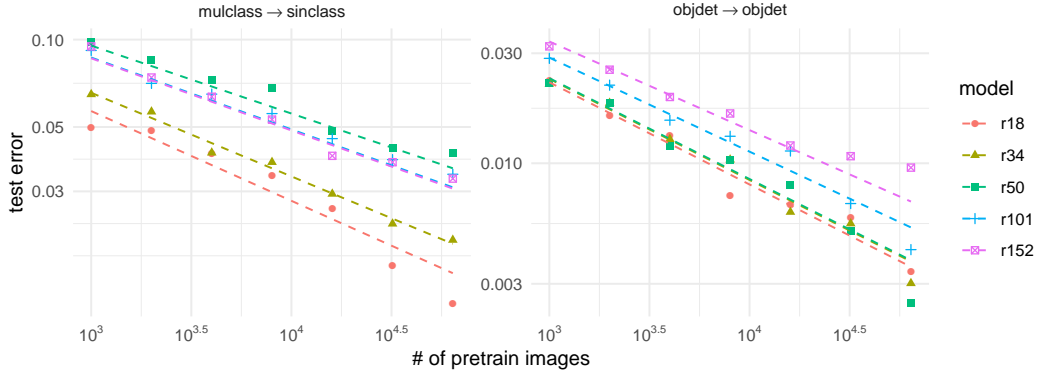 mulclass → sinclass
objdet → objdet
0.10
0.05
0.03
0.030
0.010
0.003
test error
10^3
10^3.5
10^4
10^4.5
10^3
10^3.5
10^4
10^4.5
# of pretrain images
model
r18
r34
r50
r101
r152